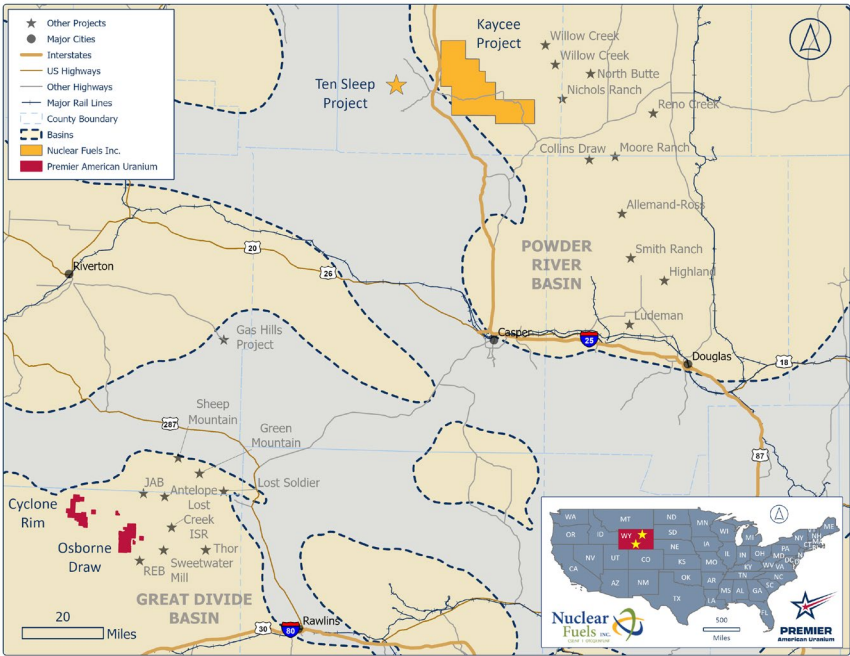 Other Projects
Major Cities
Interstates
US Highways
Other Highways
Major Rail Lines
County Boundary
Basins
Nuclear Fuels Inc.
Premier American Uranium
Kaycee
Project
Ten Sleep
Project
Willow Creek
Willow Creek
North Butte
Nichols Ranch
Reno Creek
Collins Draw
Moore Ranch
Allemand-Ross
POWDER
RIVER
BASIN
Smith Ranch
Highland
Ludeman
20
26
Riverton
Gas Hills
Project
Casper
25
Douglas
18
87
287
Sheep
Mountain
Green
Mountain
Lost Soldier
JAB
Antelope
Lost
Creek
ISR
Cyclone
Rim
Osborne
Draw
Thor
REB
Sweetwater
Mill
GREAT DIVIDE
BASIN
20
Miles
30
80
Rawlins
WA
MT
ND
MN
OR
ID
WY
SD
WI
MI
NY
ME
NH
NV
UT
CO
NE
IA
IL
IN
OH
PA
CA
KS
MO
KY
WV
VA
MD
AZ
NM
OK
AR
TN
NC
SC
TX
LA
MS
AL
GA
FL
500
Miles
Nuclear
Fuels INC.
PREMIER
American Uranium